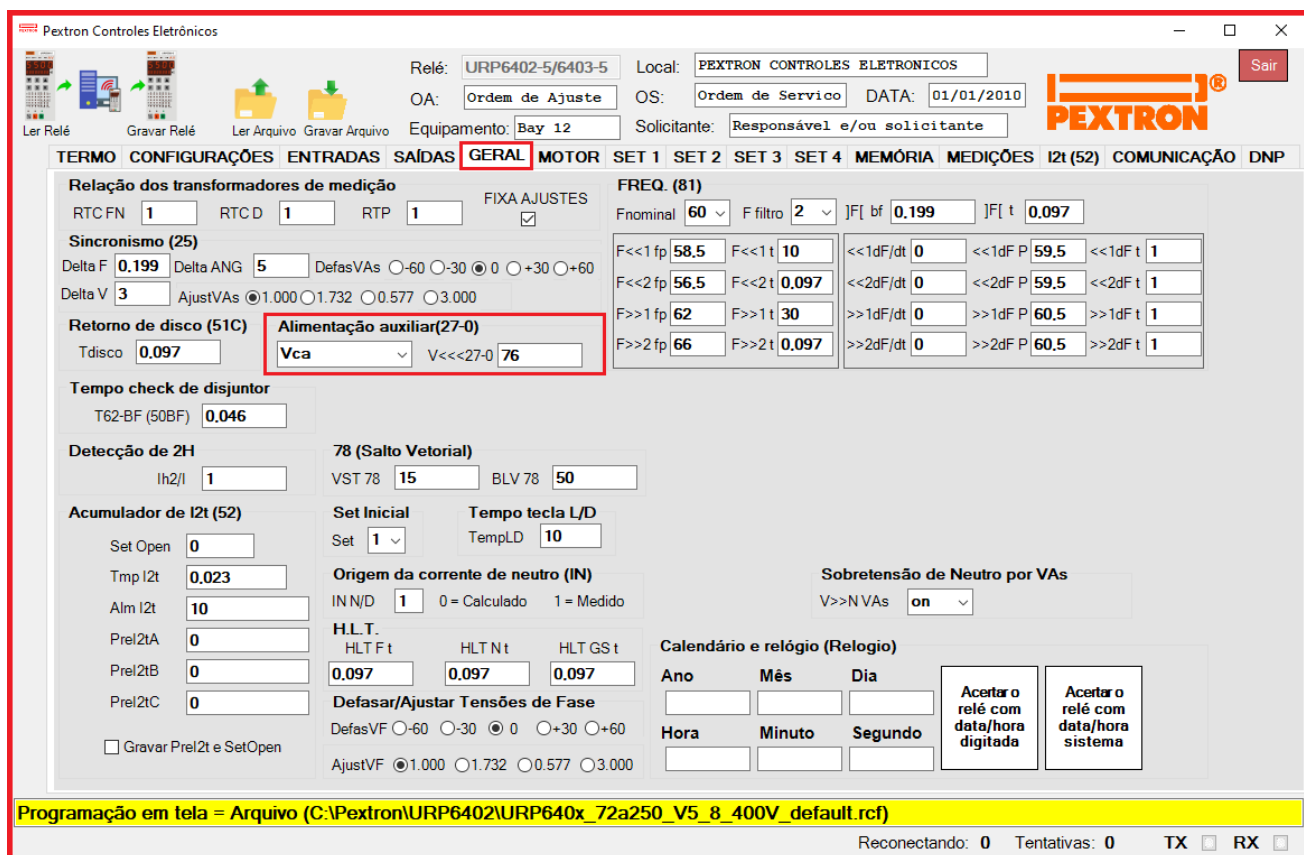 Pextron Controles Eletrônicos
Ler Relé
Gravar Relé
Ler Arquivo
Gravar Arquivo
Relé: URP6402-5/6403-5
OA: Ordem de Ajuste
Equipamento: Bay 12
Local: PEXTRON CONTROLES ELETRONICOS
OS: Ordem de Servico DATA: 01/01/2010
Solicitante: Responsável e/ou solicitante
PEXTRON®
Sair
TERMO CONFIGURAÇÕES ENTRADAS SAÍDAS GERAL MOTOR SET 1 SET 2 SET 3 SET 4 MEMÓRIA MEDIÇÕES I2t (52) COMUNICAÇÃO DNP
Relação dos transformadores de medição
RTC FN 1 RTC D 1 RTP 1 FIXA AJUSTES
Sincronismo (25)
Delta F 0.199 Delta ANG 5 DefasVAs -60 -30 0 +30 +60
Delta V 3 AjustVAs 1.000 1.732 0.577 3.000
Retorno de disco (51C)
Tdisco 0.097
Alimentação auxiliar(27-0)
Vca V<<<27-0 76
FREQ. (81)
Fnominal 60 F filtro 2 ]F[ bf 0.199 ]F[ t 0.097
F<<1 fp 58.5 F<<1 t 10 <<1dF/dt 0 <<1dF P 59.5 <<1dF t 1
F<<2 fp 56.5 F<<2 t 0.097 <<2dF/dt 0 <<2dF P 59.5 <<2dF t 1
F>>1 fp 62 F>>1 t 30 >>1dF/dt 0 >>1dF P 60.5 >>1dF t 1
F>>2 fp 66 F>>2 t 0.097 >>2dF/dt 0 >>2dF P 60.5 >>2dF t 1
Tempo check de disjuntor
T62-BF (50BF) 0.046
Detecção de 2H
Ih2/I 1
78 (Salto Vetorial)
VST 78 15 BLV 78 50
Acumulador de I2t (52)
Set Open 0
Tmp I2t 0.023
Alm I2t 10
PreI2tA 0
PreI2tB 0
PreI2tC 0
Gravar PreI2t e SetOpen
Set Inicial
Set 1
Tempo tecla L/D
TempLD 10
Origem da corrente de neutro (IN)
IN N/D 1 0 = Calculado 1 = Medido
H.L.T.
HLT F t HLT N t HLT GS t
0.097 0.097 0.097
Defasar/Ajustar Tensões de Fase
DefasVF -60 -30 0 +30 +60
AjustVF 1.000 1.732 0.577 3.000
Sobretensão de Neutro por VAs
V>>N VAs on
Calendário e relógio (Relogio)
Ano Mês Dia
Hora Minuto Segundo
Acertar o
relé com
data/hora
digitada
Acertar o
relé com
data/hora
sistema
Programação em tela = Arquivo (C:\Pextron\URP6402\URP640x_72a250_V5_8_400V_default.rcf)
Reconectando: 0 Tentativas: 0 TX RX